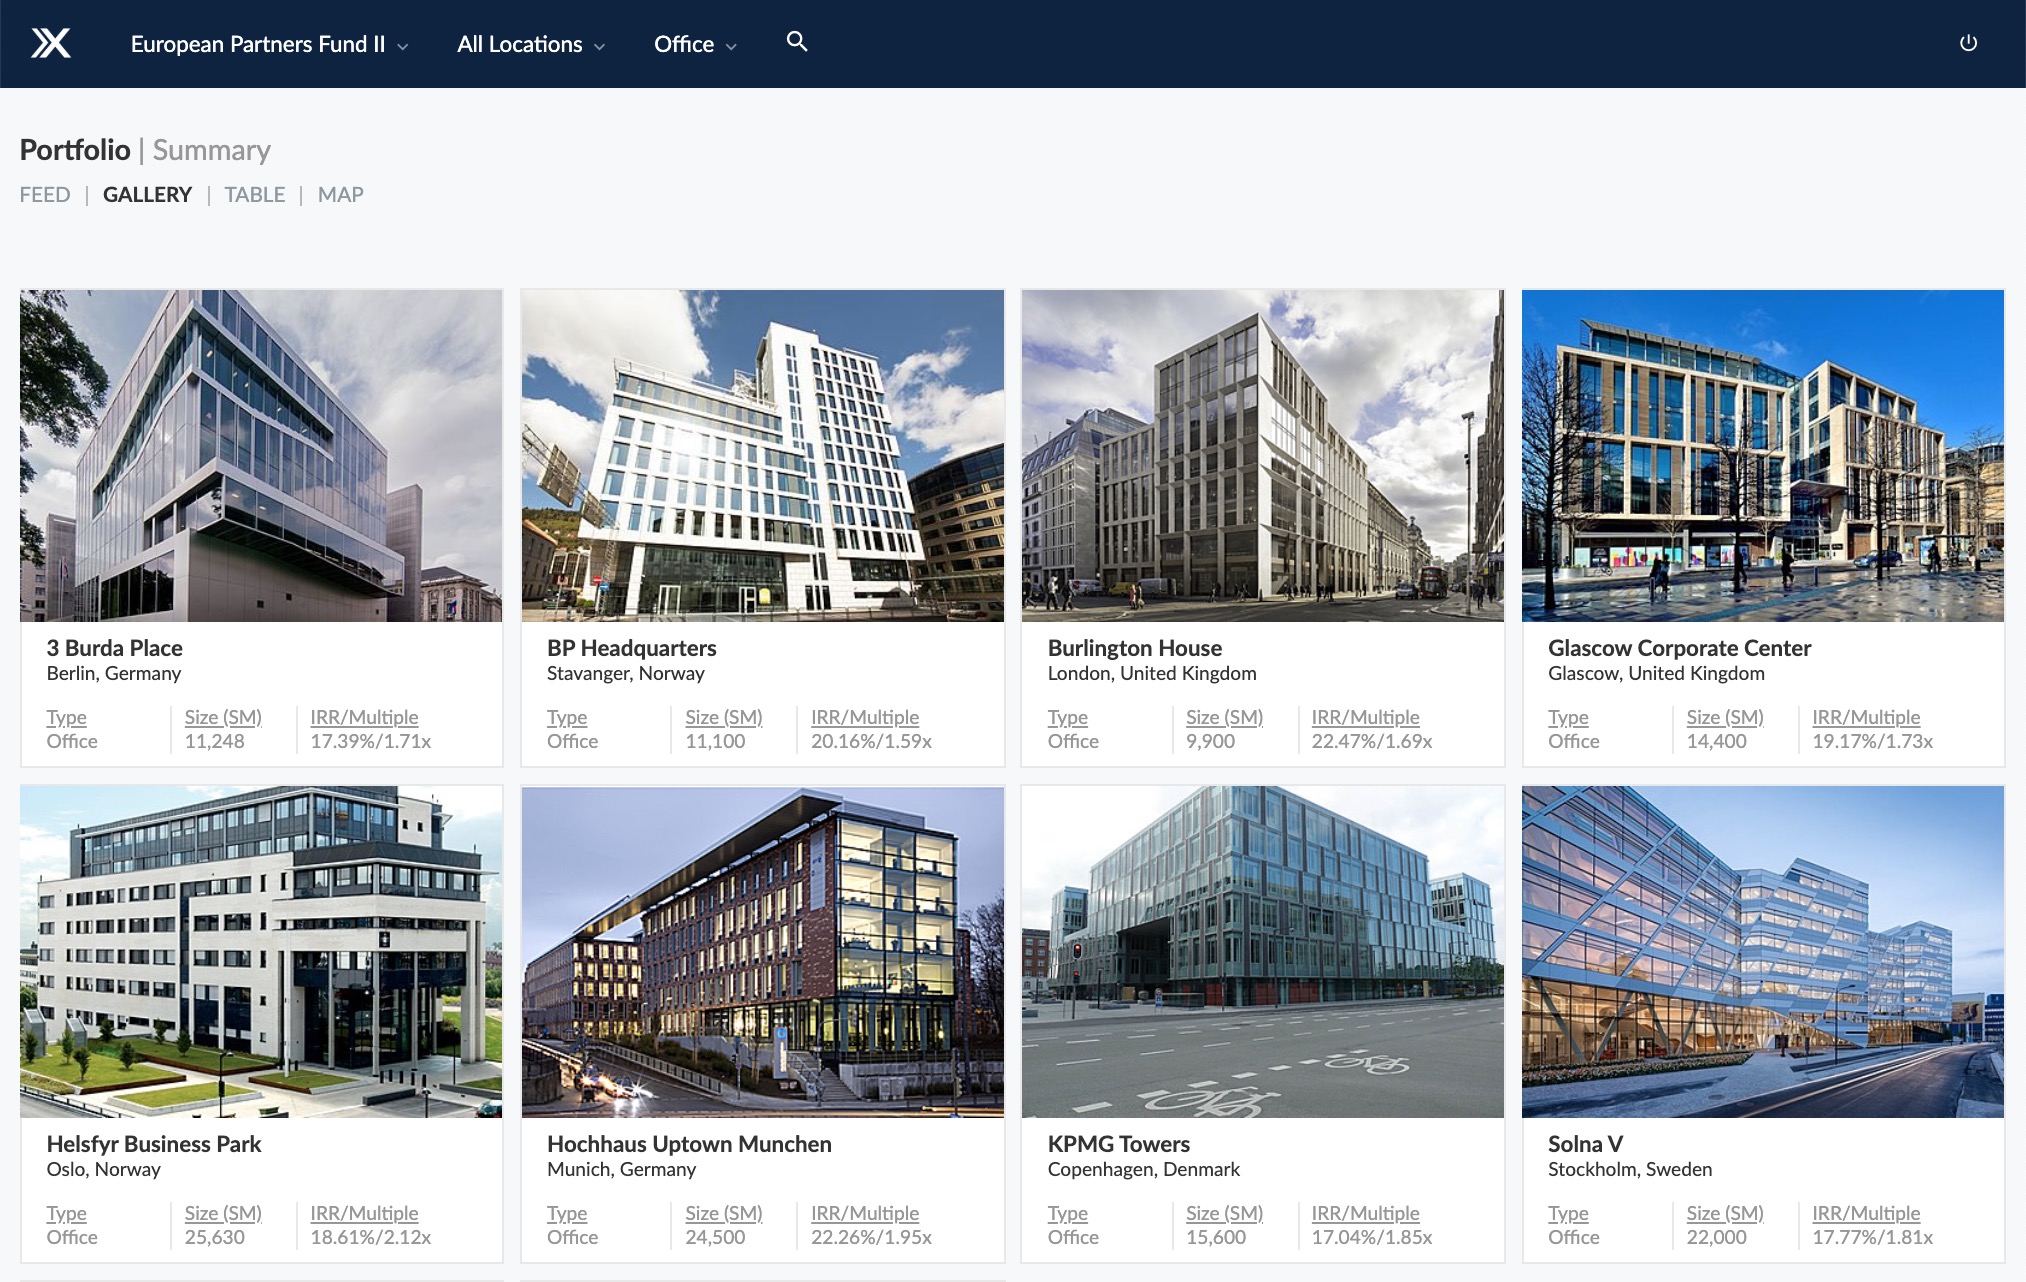 European Partners Fund II All Locations Office
Portfolio | Summary
FEED | GALLERY | TABLE | MAP
3 Burda Place
Berlin, Germany
Type Size (SM) IRR/Multiple
Office 11,248 17.39%/1.71x
BP Headquarters
Stavanger, Norway
Type Size (SM) IRR/Multiple
Office 11,100 20.16%/1.59x
Burlington House
London, United Kingdom
Type Size (SM) IRR/Multiple
Office 9,900 22.47%/1.69x
Glascow Corporate Center
Glascow, United Kingdom
Type Size (SM) IRR/Multiple
Office 14,400 19.17%/1.73x
Helsfyr Business Park
Oslo, Norway
Type Size (SM) IRR/Multiple
Office 25,630 18.61%/2.12x
Hochhaus Uptown Munchen
Munich, Germany
Type Size (SM) IRR/Multiple
Office 24,500 22.26%/1.95x
KPMG Towers
Copenhagen, Denmark
Type Size (SM) IRR/Multiple
Office 15,600 17.04%/1.85x
Solna V
Stockholm, Sweden
Type Size (SM) IRR/Multiple
Office 22,000 17.77%/1.81x